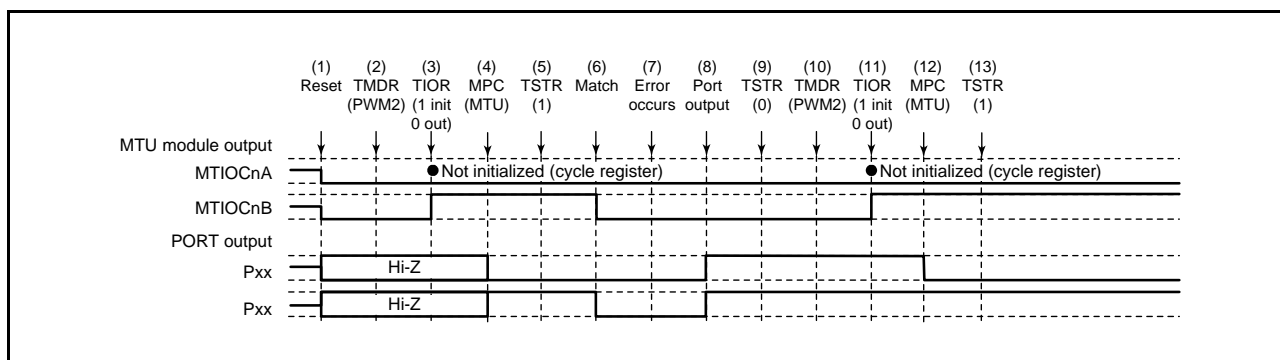 (1) (2) (3) (4) (5) (6) (7) (8) (9) (10) (11) (12) (13)
Reset TMDR TIOR MPC TSTR Match Error Port TSTR TMDR TIOR MPC TSTR
(PWM2) (1 init (MTU) (1) occurs output (0) (PWM2) (1 init (MTU) (1)
0 out) 0 out)
MTU module output
MTIOCnA Not initialized (cycle register) Not initialized (cycle register)
MTIOCnB
PORT output
Pxx Hi-Z
Pxx Hi-Z